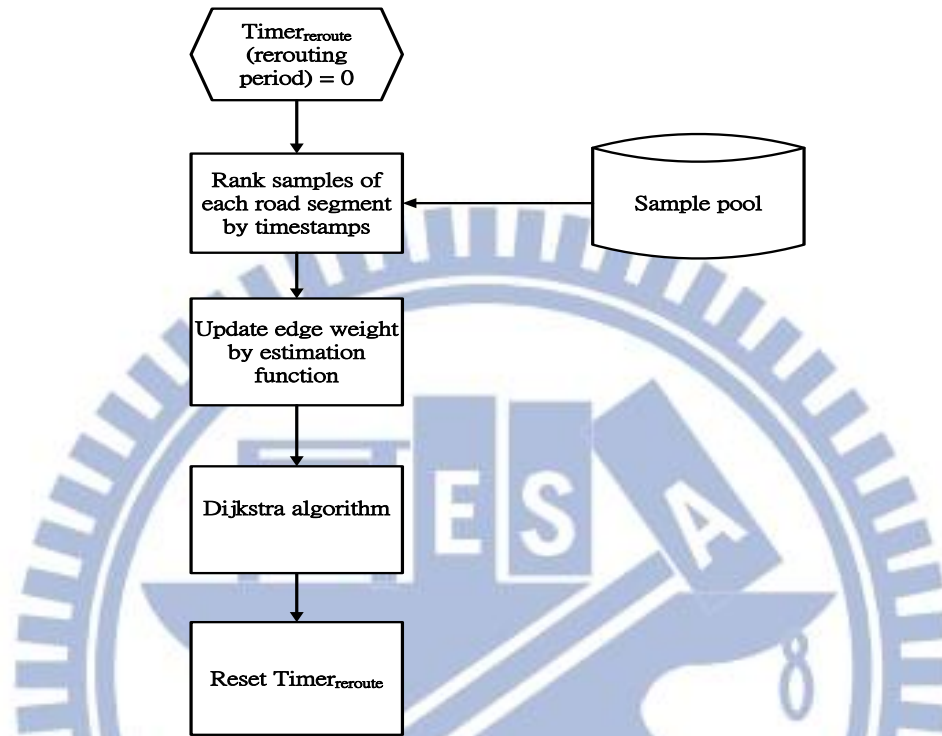 Timerreroute
(rerouting
period) = 0
Rank samples of
each road segment
by timestamps
Sample pool
Update edge weight
by estimation
function
Dijkstra algorithm
Reset Timerreroute
E S A